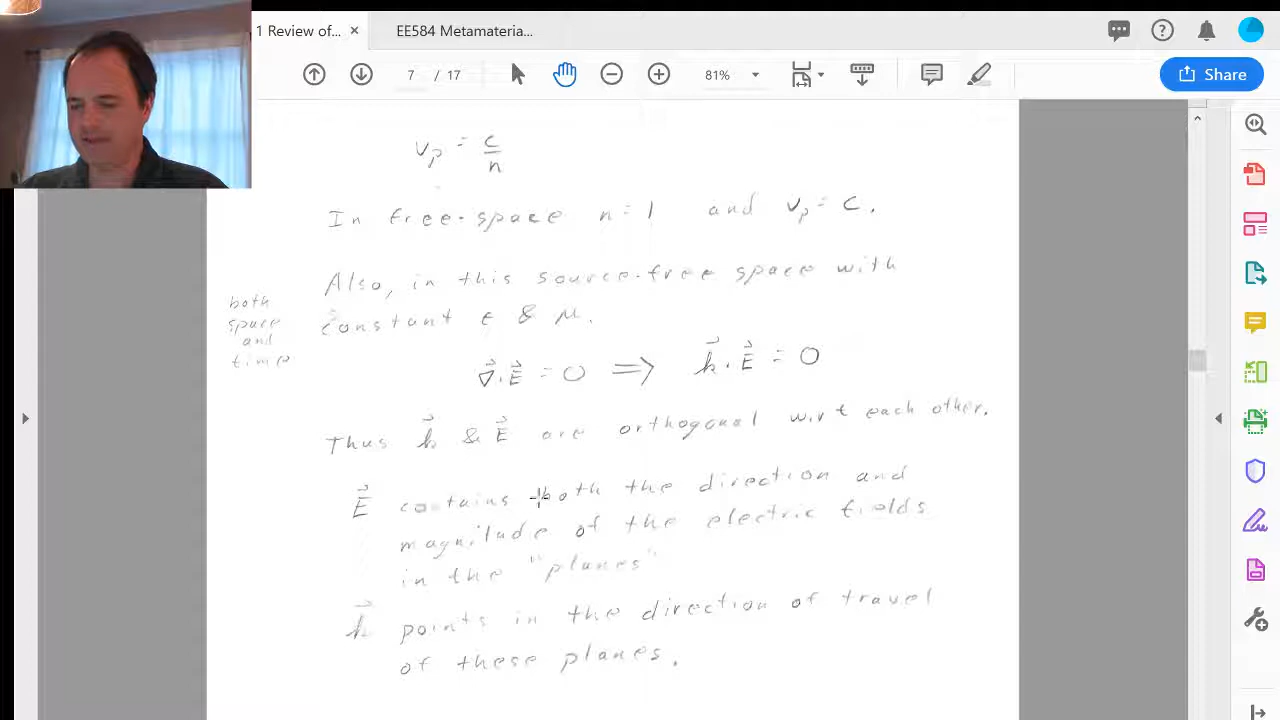 1 Review of... ×
EE584 Metamateria...
7 / 17
81%
Share
vp = c/n
In free-space n=1 and vp = c.
Also, in this source-free space with
both space and time
constant ε & μ.
∇⃗·E⃗ = 0 ⟹ k⃗·E⃗ = 0
Thus k⃗ & E⃗ are orthogonal w.r.t each other.
E⃗ contains both the direction and
magnitude of the electric fields
in the "planes"
k⃗ points in the direction of travel
of these planes.